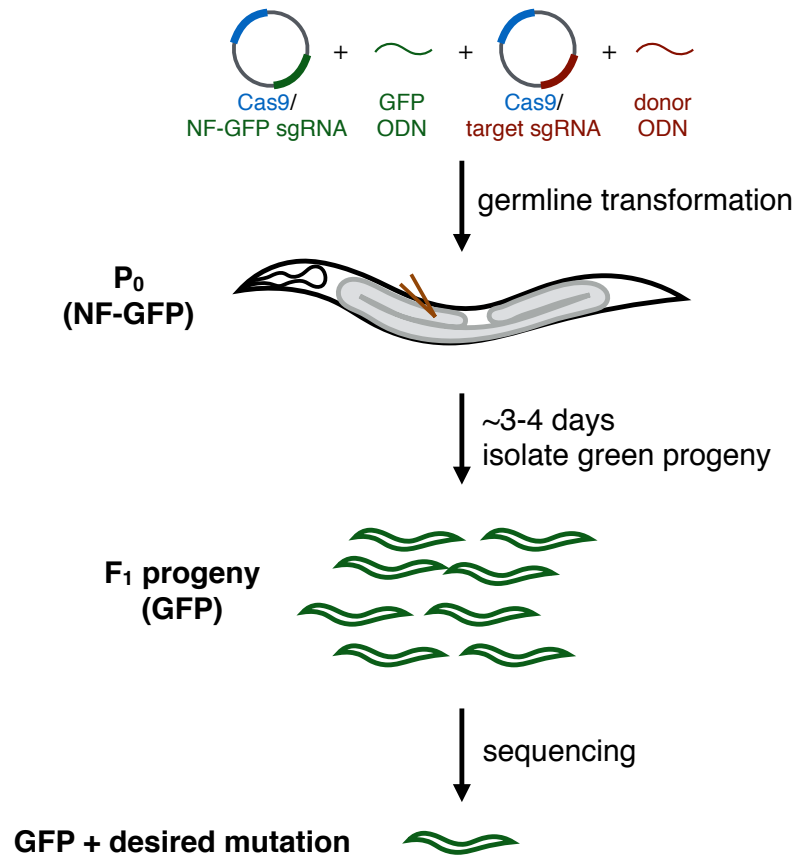 + + +
Cas9/ GFP Cas9/ donor
NF-GFP sgRNA ODN target sgRNA ODN
germline transformation
P₀
(NF-GFP)
~3-4 days
isolate green progeny
F₁ progeny
(GFP)
sequencing
GFP + desired mutation